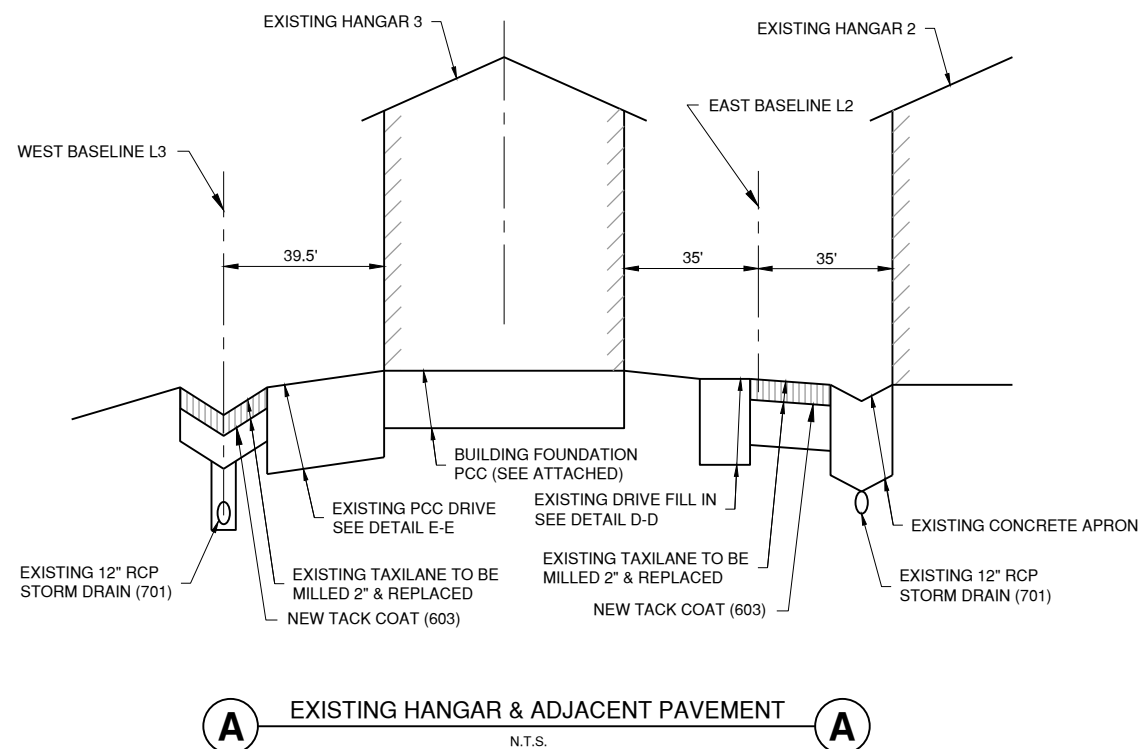 EXISTING HANGAR 3
EXISTING HANGAR 2
EAST BASELINE L2
WEST BASELINE L3
39.5'
35'
35'
BUILDING FOUNDATION
PCC (SEE ATTACHED)
EXISTING PCC DRIVE
SEE DETAIL E-E
EXISTING DRIVE FILL IN
SEE DETAIL D-D
EXISTING CONCRETE APRON
EXISTING 12" RCP
STORM DRAIN (701)
EXISTING TAXILANE TO BE
MILLED 2" & REPLACED
NEW TACK COAT (603)
EXISTING TAXILANE TO BE
MILLED 2" & REPLACED
NEW TACK COAT (603)
EXISTING 12" RCP
STORM DRAIN (701)
A EXISTING HANGAR & ADJACENT PAVEMENT A
N.T.S.